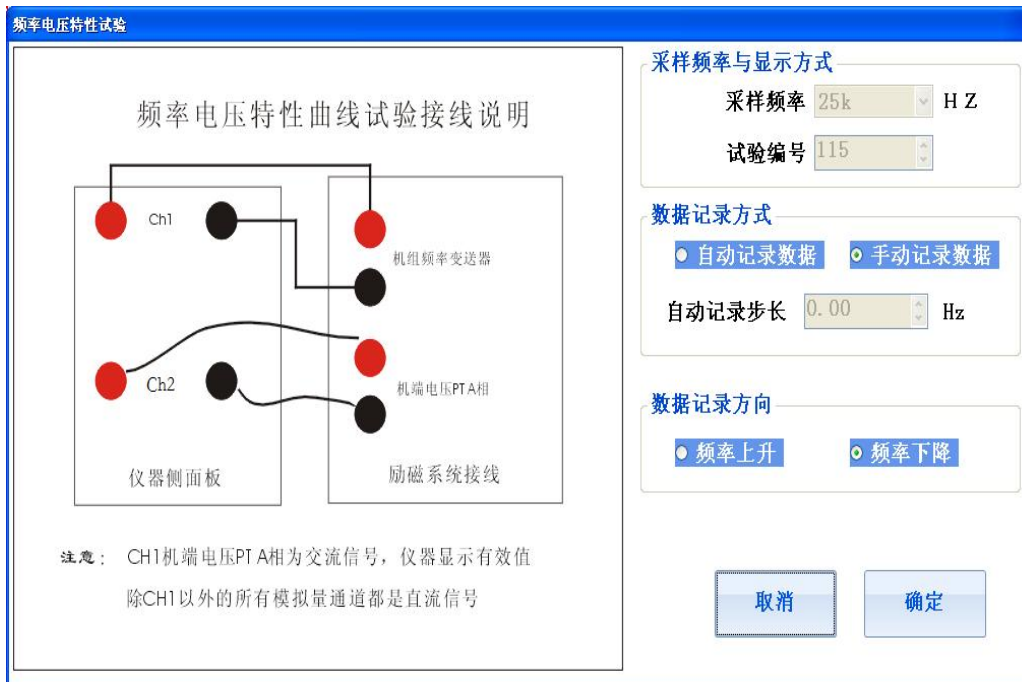 频率电压特性试验
频率电压特性曲线试验接线说明
Ch1
机组频率变送器
Ch2
机端电压PT A相
仪器侧面板
励磁系统接线
注意: CH1机端电压PT A相为交流信号，仪器显示有效值
除CH1以外的所有模拟量通道都是直流信号
采样频率与显示方式
采样频率 25k HZ
试验编号 115
数据记录方式
自动记录数据 手动记录数据
自动记录步长 0.00 Hz
数据记录方向
频率上升 频率下降
取消 确定